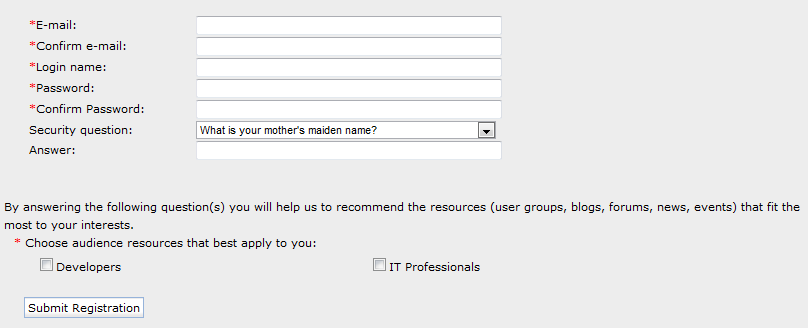 *E-mail:
*Confirm e-mail:
*Login name:
*Password:
*Confirm Password:
Security question: What is your mother's maiden name?
Answer:
By answering the following question(s) you will help us to recommend the resources (user groups, blogs, forums, news, events) that fit the
most to your interests.
* Choose audience resources that best apply to you:
Developers IT Professionals
Submit Registration